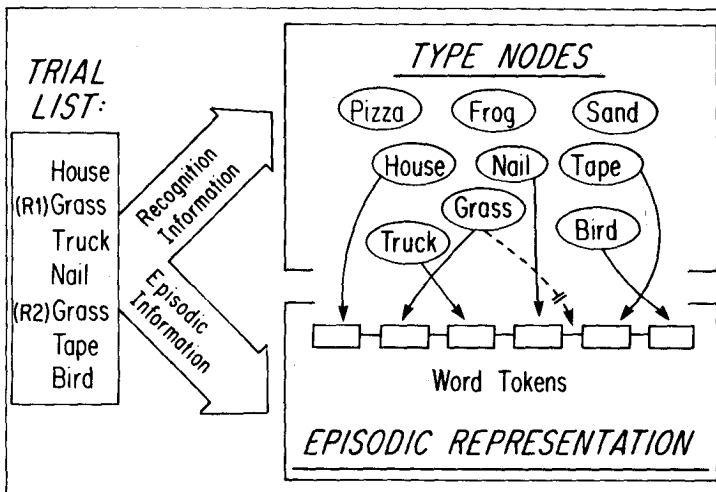 TRIAL
LIST:
House
(R1) Grass
Truck
Nail
(R2) Grass
Tape
Bird
Recognition
Information
Episodic
Information
TYPE NODES
Pizza Frog Sand
House Nail Tape
Grass
Truck Bird
Word Tokens
EPISODIC REPRESENTATION